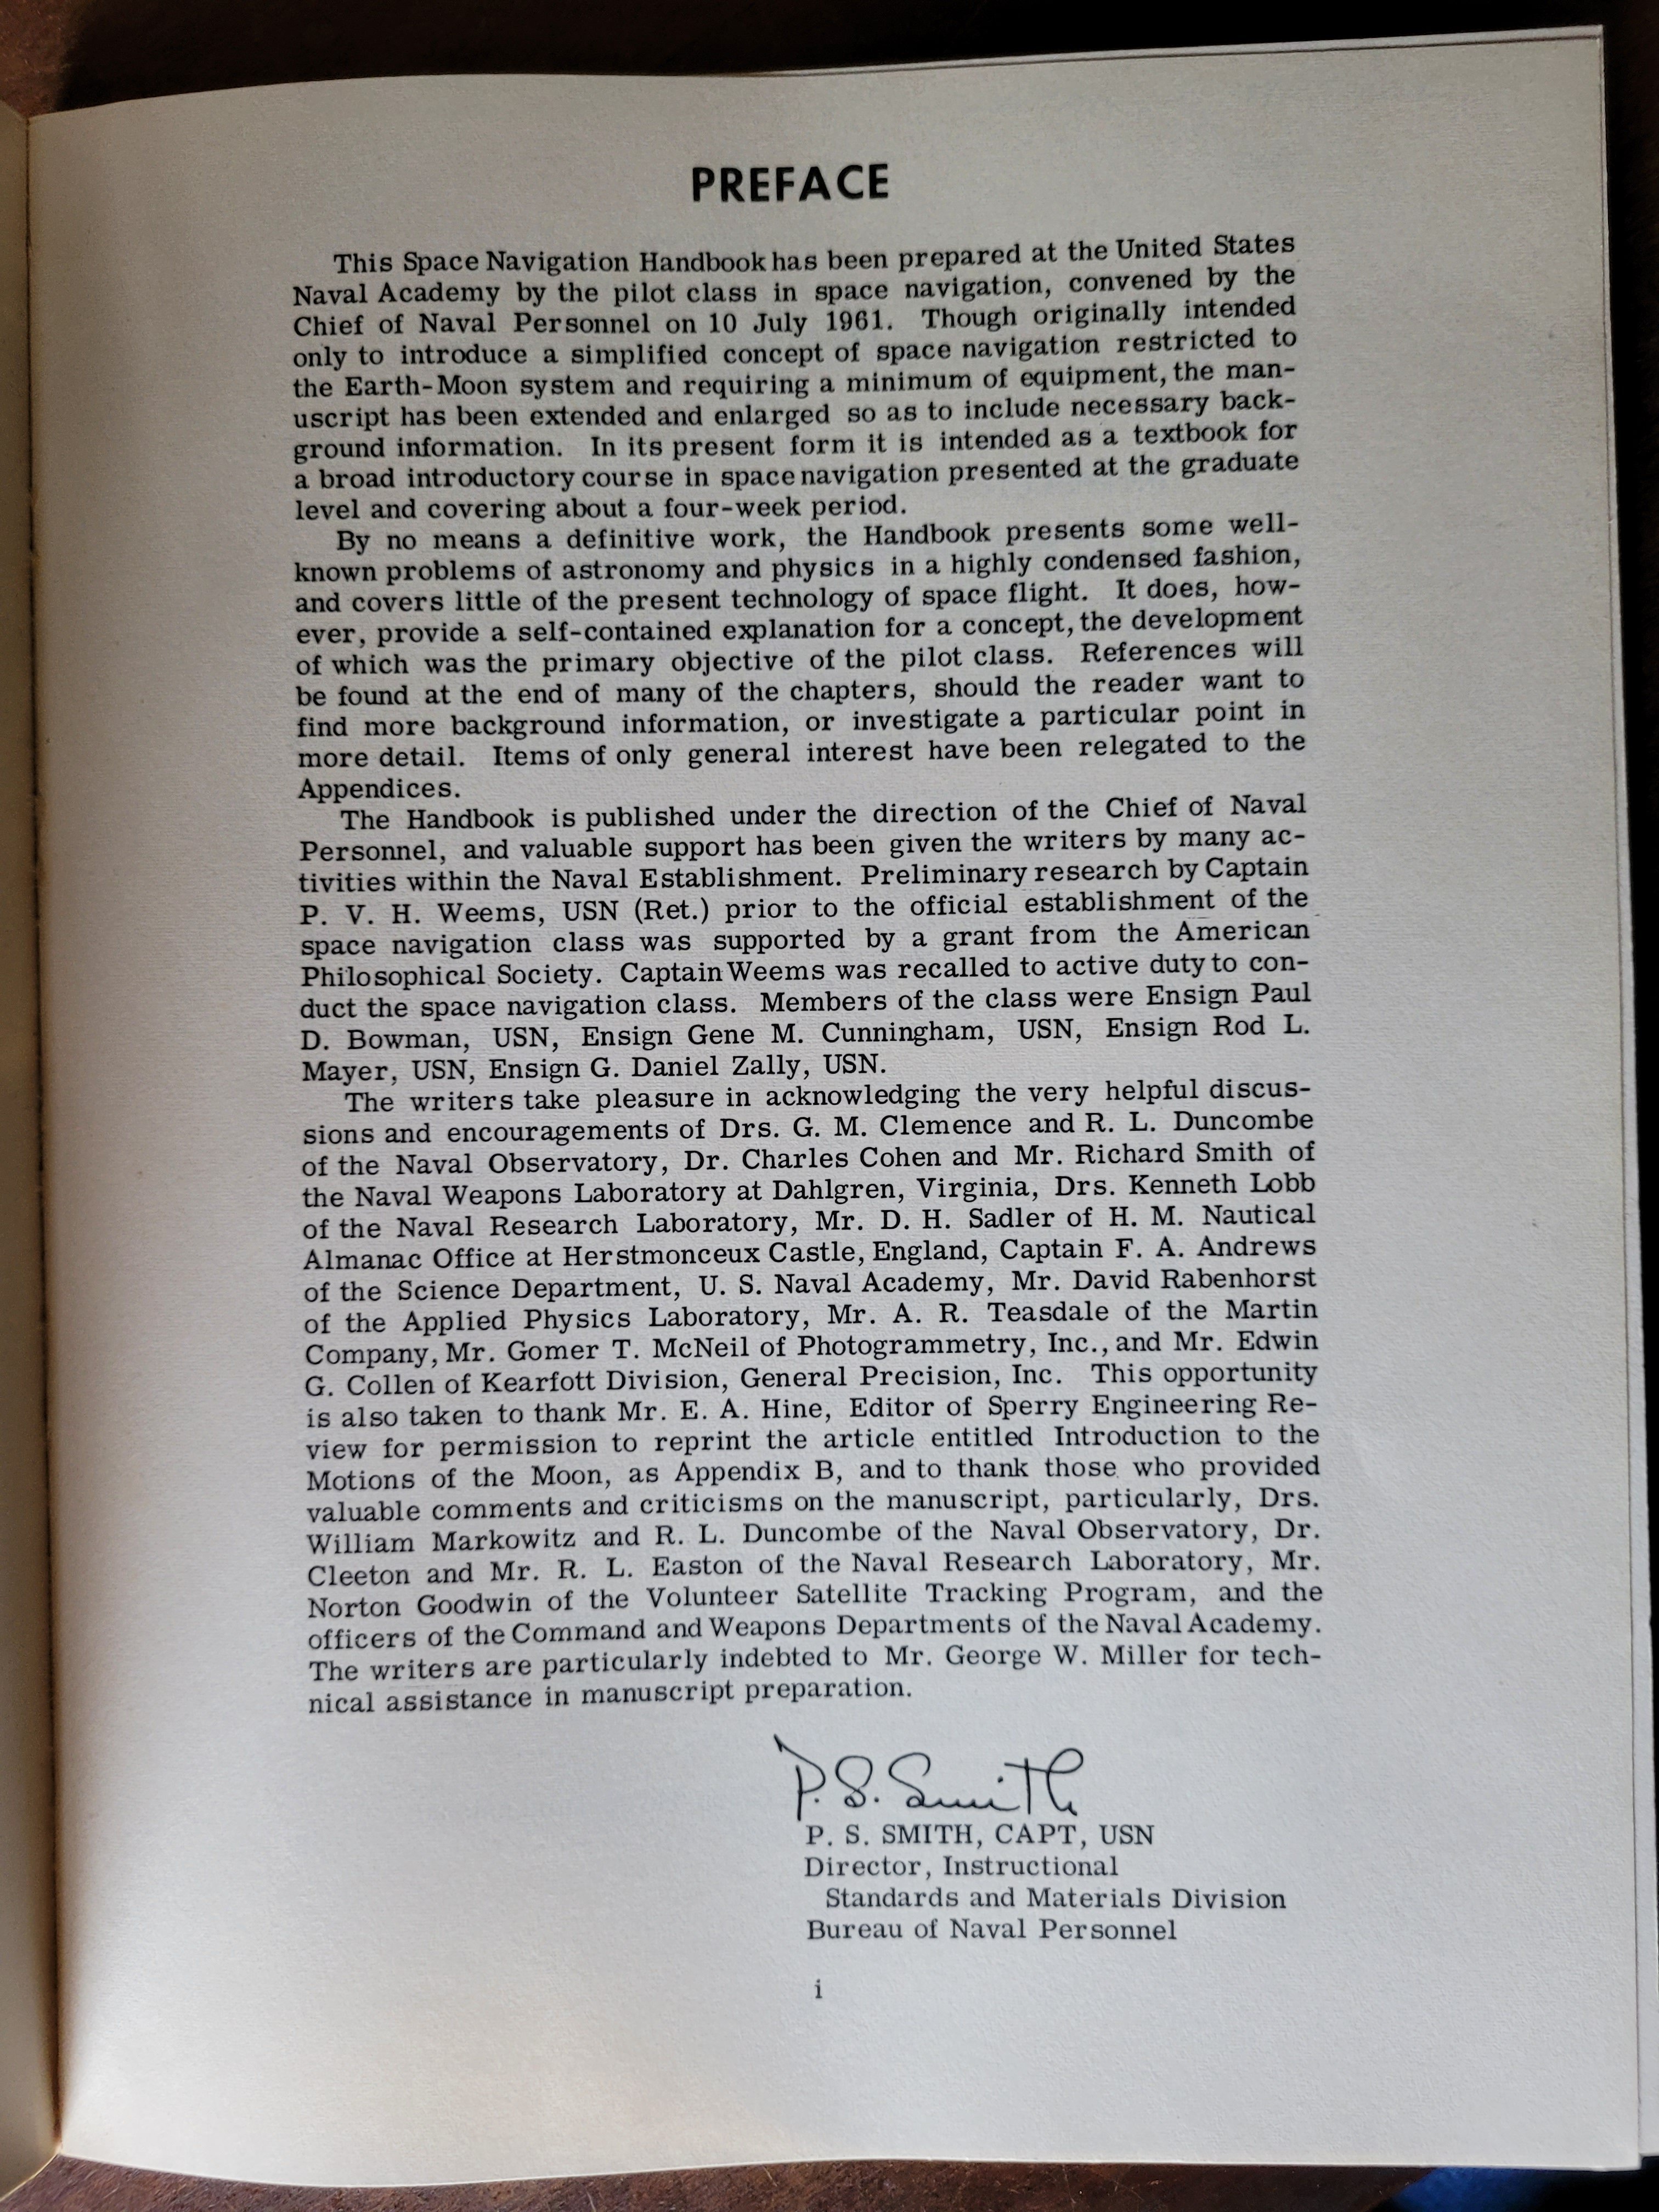 PREFACE
This Space Navigation Handbook has been prepared at the United States
Naval Academy by the pilot class in space navigation, convened by the
Chief of Naval Personnel on 10 July 1961. Though originally intended
only to introduce a simplified concept of space navigation restricted to
the Earth-Moon system and requiring a minimum of equipment, the man-
uscript has been extended and enlarged so as to include necessary back-
ground information. In its present form it is intended as a textbook for
a broad introductory course in space navigation presented at the graduate
level and covering about a four-week period.
By no means a definitive work, the Handbook presents some well-
known problems of astronomy and physics in a highly condensed fashion,
and covers little of the present technology of space flight. It does, how-
ever, provide a self-contained explanation for a concept, the development
of which was the primary objective of the pilot class. References will
be found at the end of many of the chapters, should the reader want to
find more background information, or investigate a particular point in
more detail. Items of only general interest have been relegated to the
Appendices.
The Handbook is published under the direction of the Chief of Naval
Personnel, and valuable support has been given the writers by many ac-
tivities within the Naval Establishment. Preliminary research by Captain
P. V. H. Weems, USN (Ret.) prior to the official establishment of the
space navigation class was supported by a grant from the American
Philosophical Society. Captain Weems was recalled to active duty to con-
duct the space navigation class. Members of the class were Ensign Paul
D. Bowman, USN, Ensign Gene M. Cunningham, USN, Ensign Rod L.
Mayer, USN, Ensign G. Daniel Zally, USN.
The writers take pleasure in acknowledging the very helpful discus-
sions and encouragements of Drs. G. M. Clemence and R. L. Duncombe
of the Naval Observatory, Dr. Charles Cohen and Mr. Richard Smith of
the Naval Weapons Laboratory at Dahlgren, Virginia, Drs. Kenneth Lobb
of the Naval Research Laboratory, Mr. D. H. Sadler of H. M. Nautical
Almanac Office at Herstmonceux Castle, England, Captain F. A. Andrews
of the Science Department, U. S. Naval Academy, Mr. David Rabenhorst
of the Applied Physics Laboratory, Mr. A. R. Teasdale of the Martin
Company, Mr. Gomer T. McNeil of Photogrammetry, Inc., and Mr. Edwin
G. Collen of Kearfott Division, General Precision, Inc. This opportunity
is also taken to thank Mr. E. A. Hine, Editor of Sperry Engineering Re-
view for permission to reprint the article entitled Introduction to the
Motions of the Moon, as Appendix B, and to thank those who provided
valuable comments and criticisms on the manuscript, particularly, Drs.
William Markowitz and R. L. Duncombe of the Naval Observatory, Dr.
Cleeton and Mr. R. L. Easton of the Naval Research Laboratory, Mr.
Norton Goodwin of the Volunteer Satellite Tracking Program, and the
officers of the Command and Weapons Departments of the Naval Academy.
The writers are particularly indebted to Mr. George W. Miller for tech-
nical assistance in manuscript preparation.
P. S. Smith
P. S. SMITH, CAPT, USN
Director, Instructional
Standards and Materials Division
Bureau of Naval Personnel
i